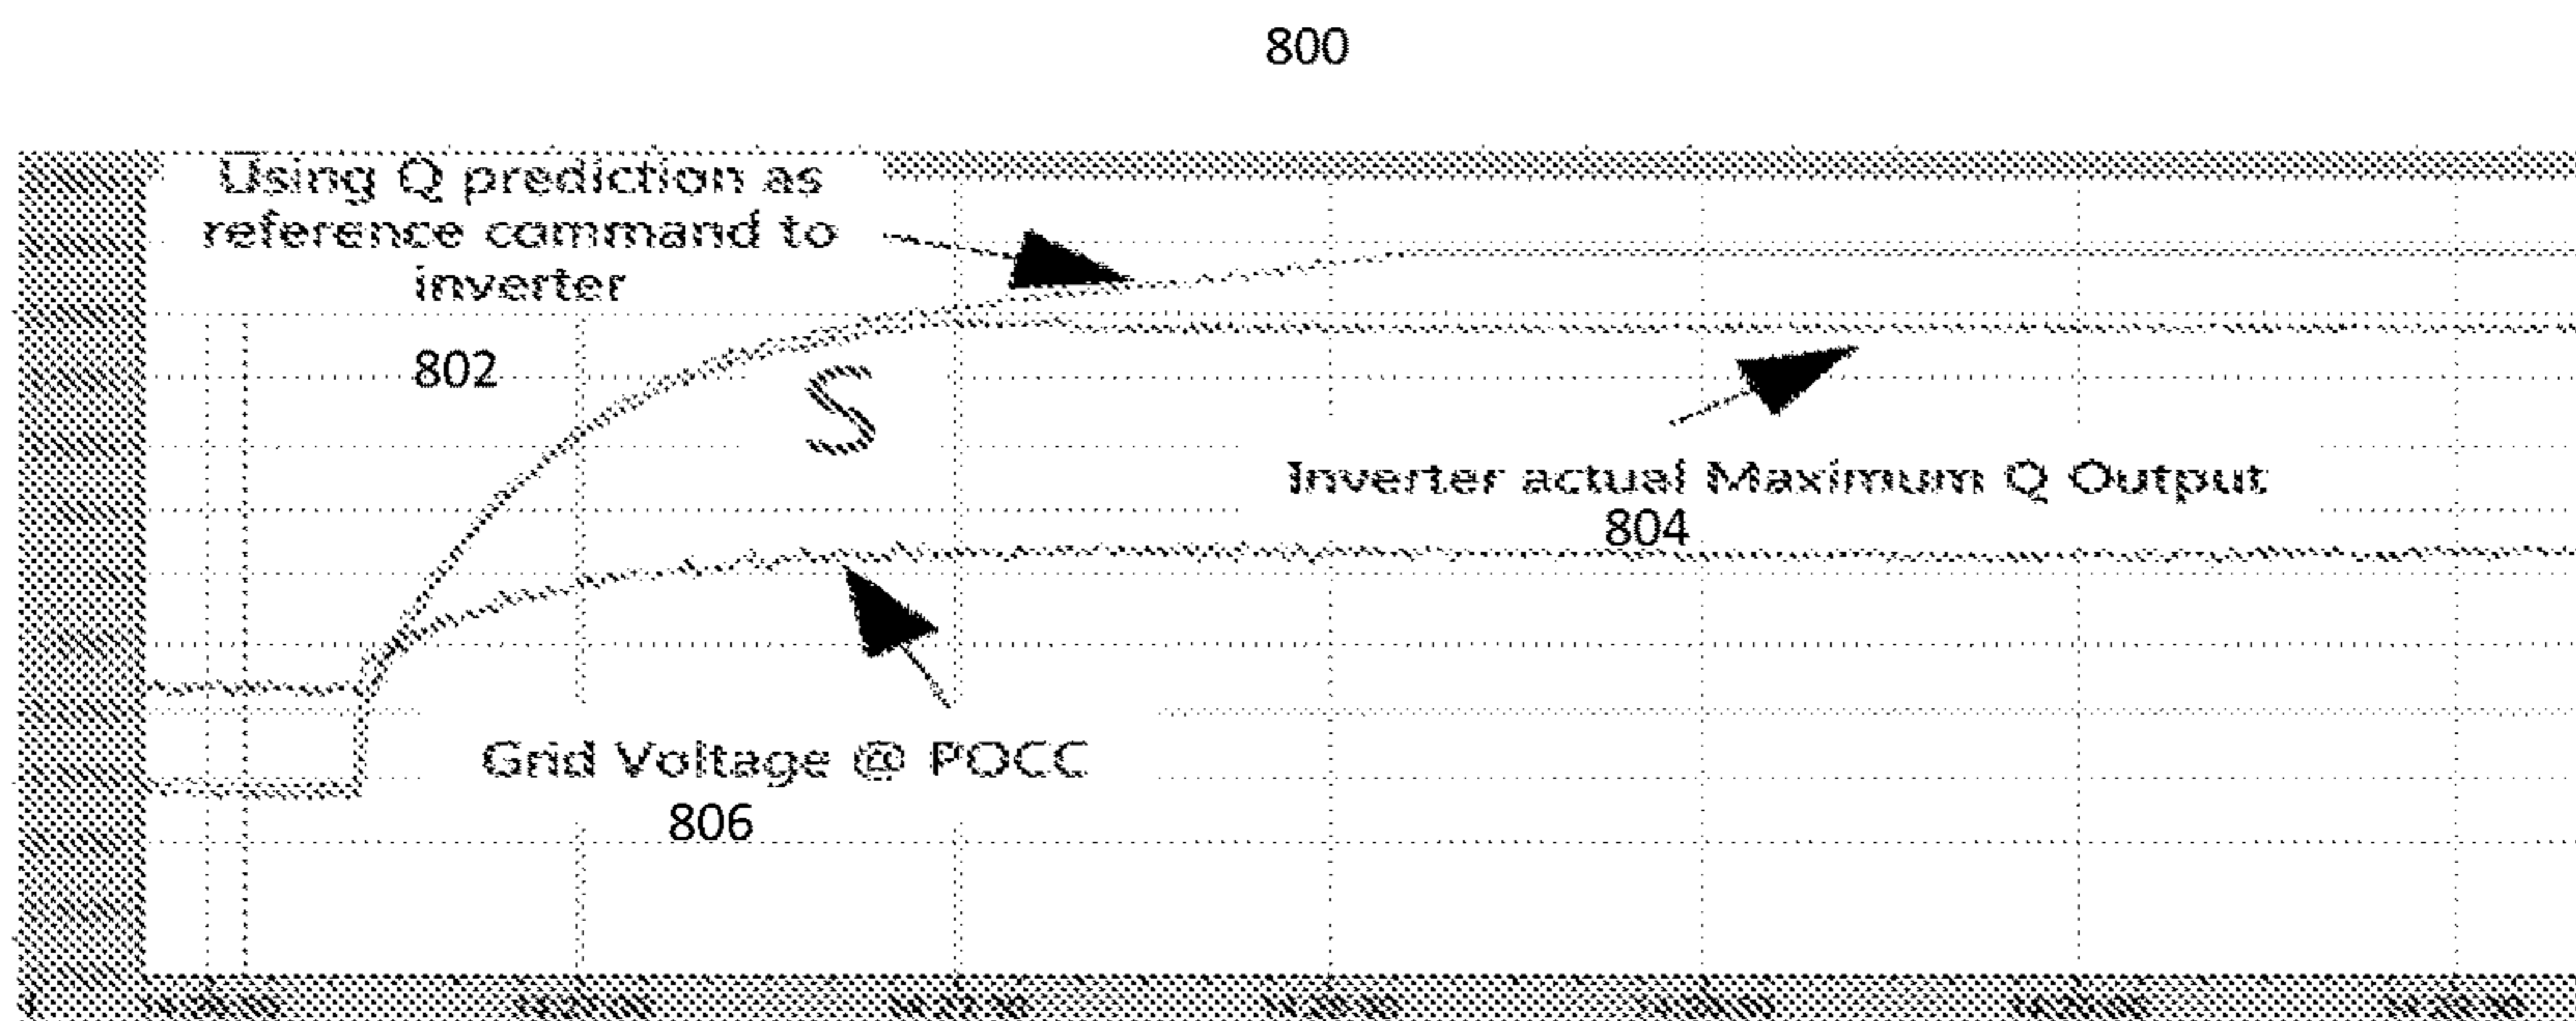 800
Using Q prediction as
reference command to
inverter
802
S
Inverter actual Maximum Q Output
804
Grid Voltage @ POCC
806